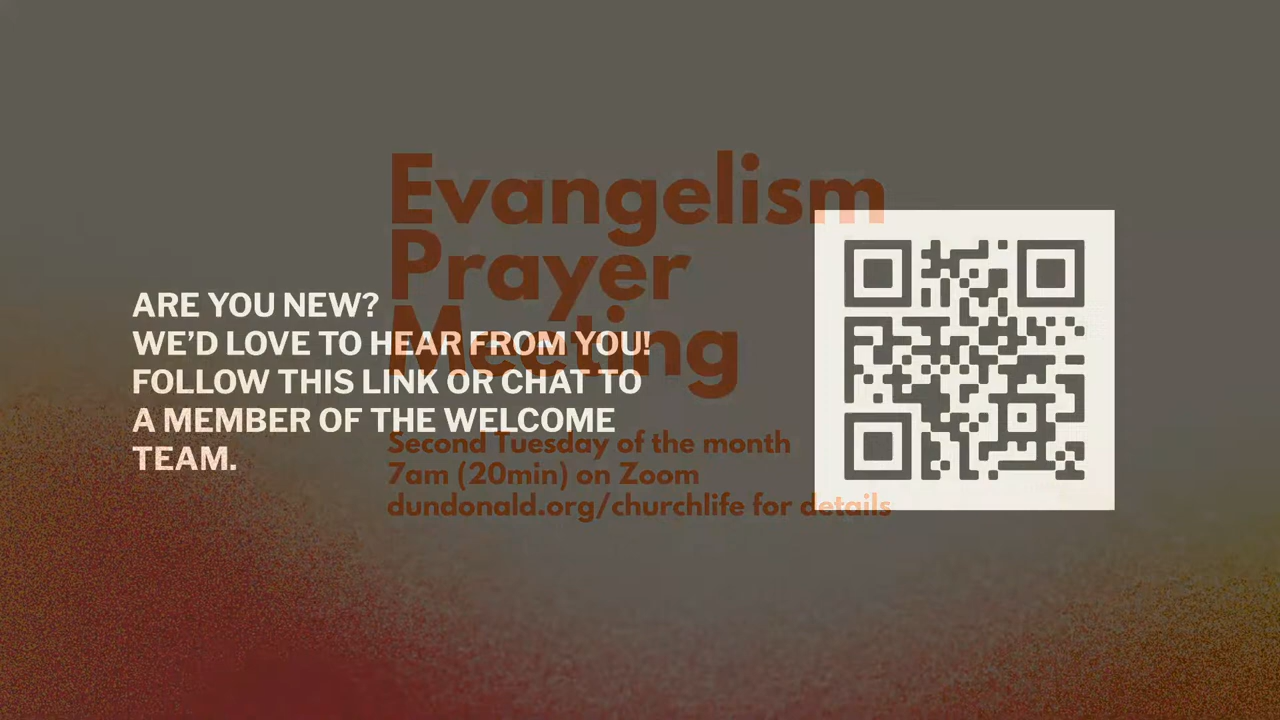 Evangelism
Prayer
Meeting
Second Tuesday of the month
7am (20min) on Zoom
dundonald.org/churchlife for details
ARE YOU NEW?
WE'D LOVE TO HEAR FROM YOU!
FOLLOW THIS LINK OR CHAT TO
A MEMBER OF THE WELCOME
TEAM.